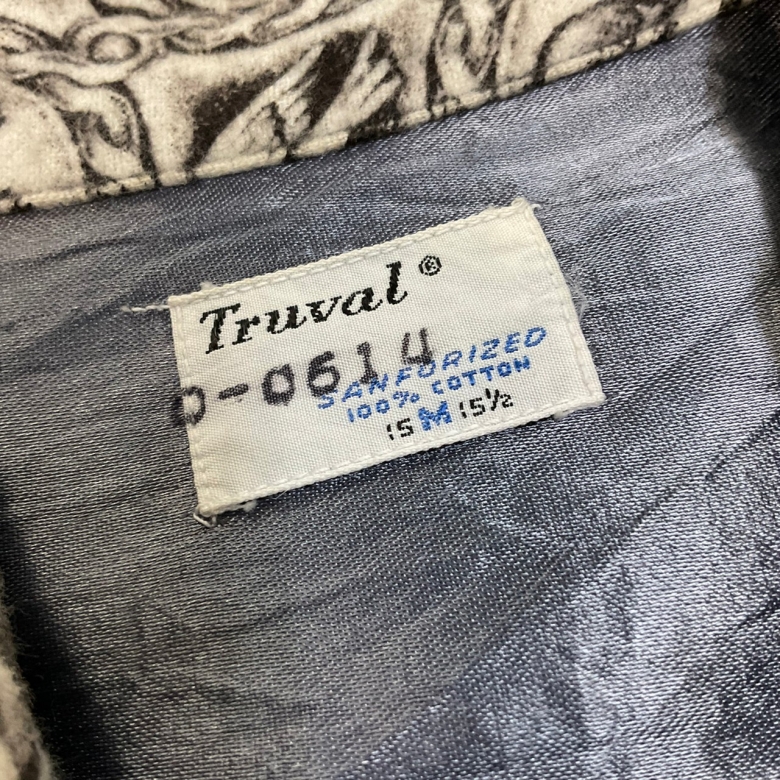 Truval®
0-0614
SANFORIZED
100% COTTON
15 M 15½